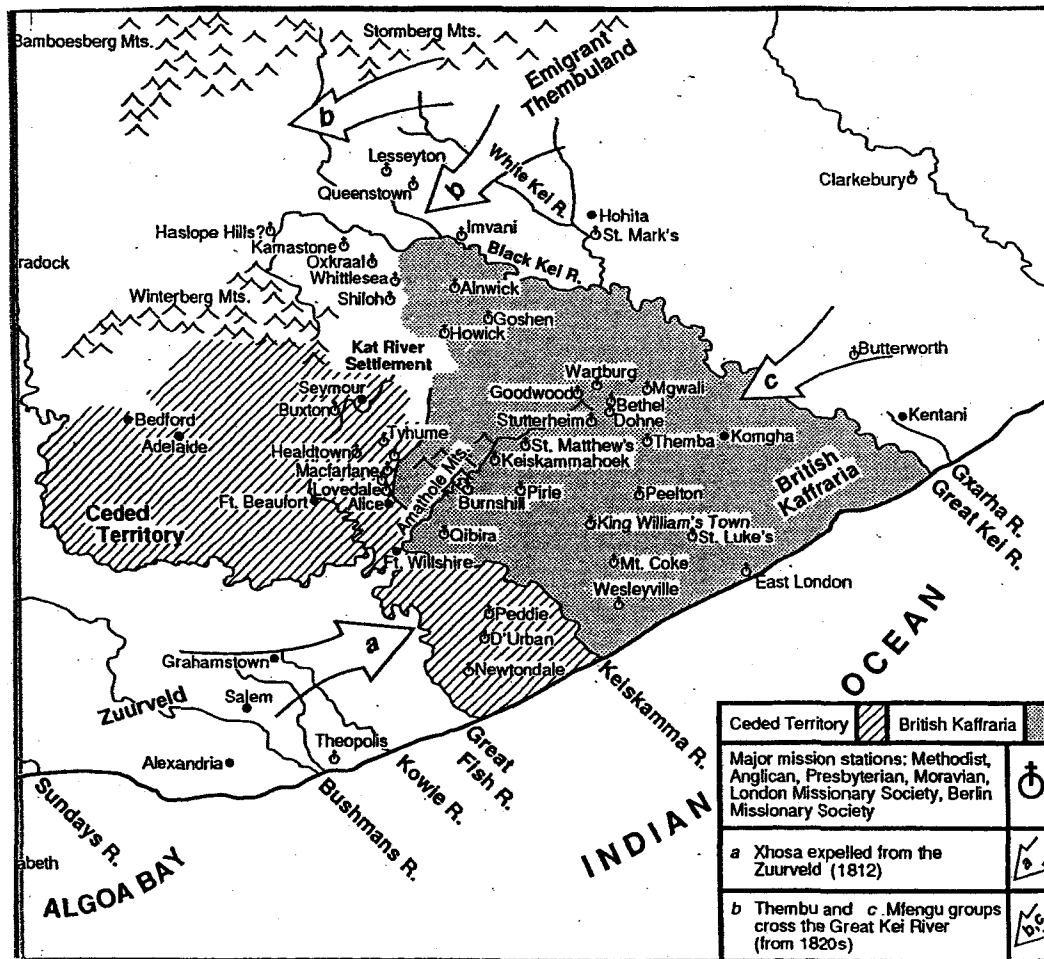 Bamboesberg Mts.
Stormberg Mts.
Emigrant
Thembuland
b
Lesseyton
Queenstown
b
White Kei R.
Clarkebury
Hohita
St. Mark's
Haslope Hills?
Kamastone
Imvani
Oxkraal
Black Kei R.
radock
Whittlesea
Shiloh
Alnwick
Winterberg Mts.
Goshen
Howick
Kat River
Settlement
Butterworth
c
Wartburg
Seymour
Goodwood
Mgwali
Buxton
Bethel
Bedford
Stutterheim
Dohne
Kentani
Adelaide
Tyhume
St. Matthew's
Themba
Komgha
Healdtown
Keiskammahoek
Macfarlane
Amathole Mts.
British
Kaffraria
Lovedale
Ft. Beaufort
Alice
Burnshill
Pirie
Peelton
Gxarha R.
Great Kei R.
Ceded
Territory
King William's Town
Qibira
St. Luke's
Ft. Willshire
Mt. Coke
East London
Wesleyville
Peddie
a
D'Urban
Grahamstown
Newtondale
Keiskamma R.
Zuurveld
Salem
Great
Fish R.
Theopolis
Alexandria
Kowie R.
Bushmans R.
Sundays R.
abeth
ALGOA BAY
INDIAN OCEAN
Ceded Territory
British Kaffraria
Major mission stations: Methodist,
Anglican, Presbyterian, Moravian,
London Missionary Society, Berlin
Missionary Society
a Xhosa expelled from the
Zuurveld (1812)
a
b Thembu and c .Mfengu groups
cross the Great Kei River
(from 1820s)
b,c